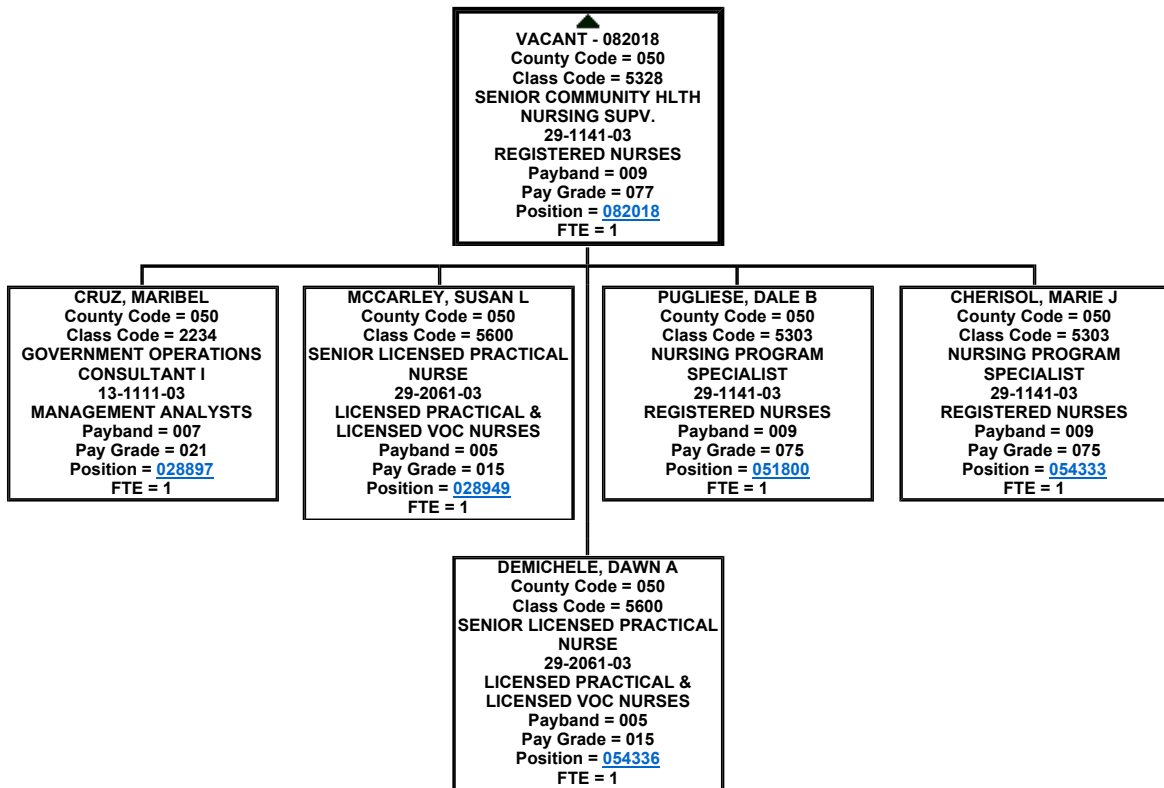 VACANT - 082018
County Code = 050
Class Code = 5328
SENIOR COMMUNITY HLTH
NURSING SUPV.
29-1141-03
REGISTERED NURSES
Payband = 009
Pay Grade = 077
Position = 082018
FTE = 1
CRUZ, MARIBEL
County Code = 050
Class Code = 2234
GOVERNMENT OPERATIONS
CONSULTANT I
13-1111-03
MANAGEMENT ANALYSTS
Payband = 007
Pay Grade = 021
Position = 028897
FTE = 1
MCCARLEY, SUSAN L
County Code = 050
Class Code = 5600
SENIOR LICENSED PRACTICAL
NURSE
29-2061-03
LICENSED PRACTICAL &
LICENSED VOC NURSES
Payband = 005
Pay Grade = 015
Position = 028949
FTE = 1
PUGLIESE, DALE B
County Code = 050
Class Code = 5303
NURSING PROGRAM
SPECIALIST
29-1141-03
REGISTERED NURSES
Payband = 009
Pay Grade = 075
Position = 051800
FTE = 1
CHERISOL, MARIE J
County Code = 050
Class Code = 5303
NURSING PROGRAM
SPECIALIST
29-1141-03
REGISTERED NURSES
Payband = 009
Pay Grade = 075
Position = 054333
FTE = 1
DEMICHELE, DAWN A
County Code = 050
Class Code = 5600
SENIOR LICENSED PRACTICAL
NURSE
29-2061-03
LICENSED PRACTICAL &
LICENSED VOC NURSES
Payband = 005
Pay Grade = 015
Position = 054336
FTE = 1